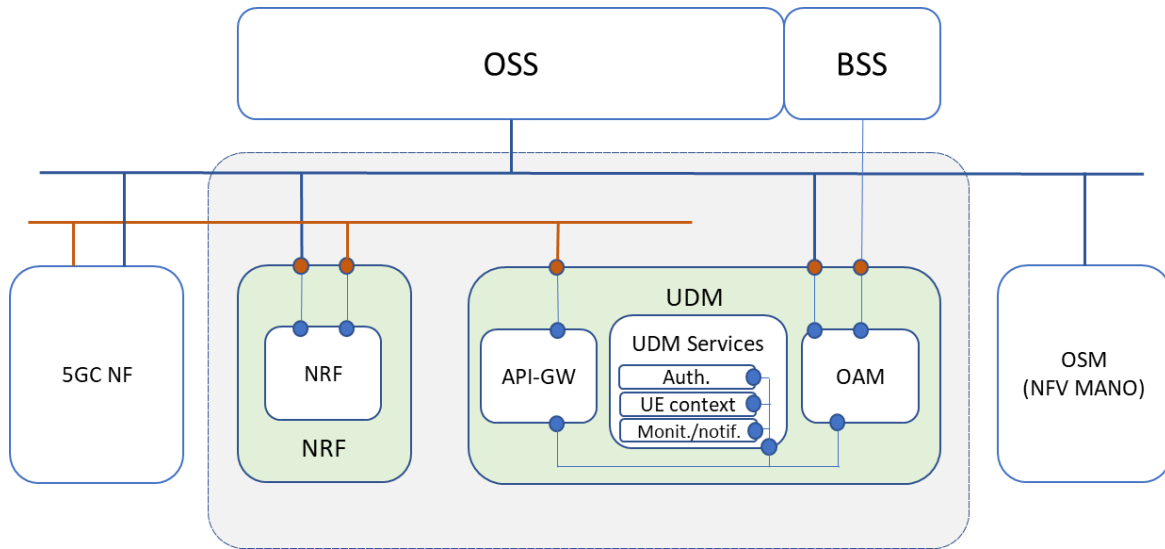 OSS
BSS
5GC NF
NRF
NRF
UDM
API-GW
UDM Services
Auth.
UE context
Monit./notif.
OAM
OSM
(NFV MANO)